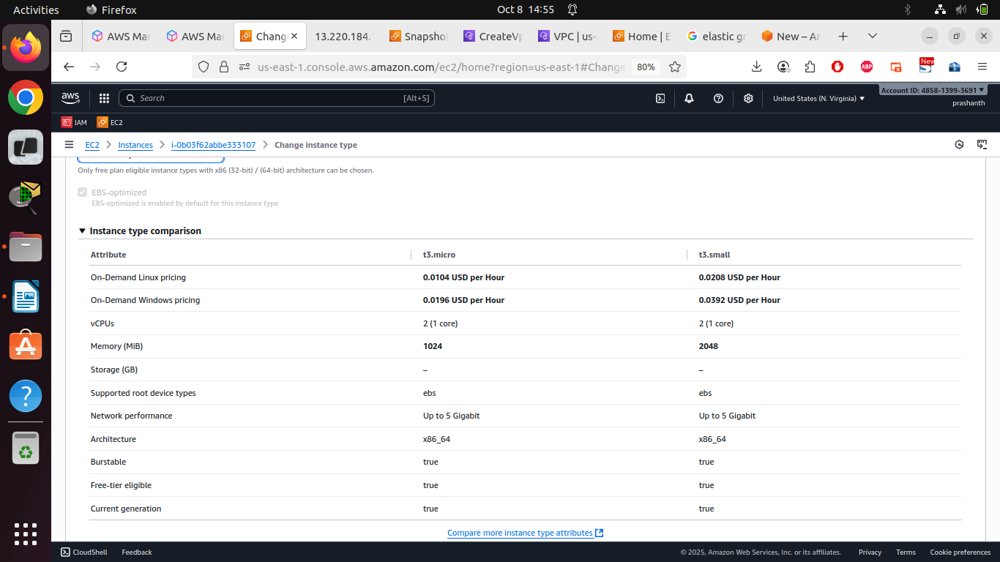 Activities Firefox Oct 8 14:55
AWS Mar AWS Mar Change 13.220.184. Snapshot CreateVp VPC | us- Home | E elastic gr New – Am
us-east-1.console.aws.amazon.com/ec2/home?region=us-east-1#Change 80% ABP New
aws Search [Alt+S] United States (N. Virginia) Account ID: 4858-1399-3691
prashanth
IAM EC2
EC2 Instances i-0b03f62abbe333107 Change instance type
Only free plan eligible instance types with x86 (32-bit) / (64-bit) architecture can be chosen.
EBS-optimized
EBS-optimized is enabled by default for this instance type
Instance type comparison
Attribute t3.micro t3.small
On-Demand Linux pricing 0.0104 USD per Hour 0.0208 USD per Hour
On-Demand Windows pricing 0.0196 USD per Hour 0.0392 USD per Hour
vCPUs 2 (1 core) 2 (1 core)
Memory (MiB) 1024 2048
Storage (GB) – –
Supported root device types ebs ebs
Network performance Up to 5 Gigabit Up to 5 Gigabit
Architecture x86_64 x86_64
Burstable true true
Free-tier eligible true true
Current generation true true
Compare more instance type attributes
CloudShell Feedback © 2025, Amazon Web Services, Inc. or its affiliates. Privacy Terms Cookie preferences